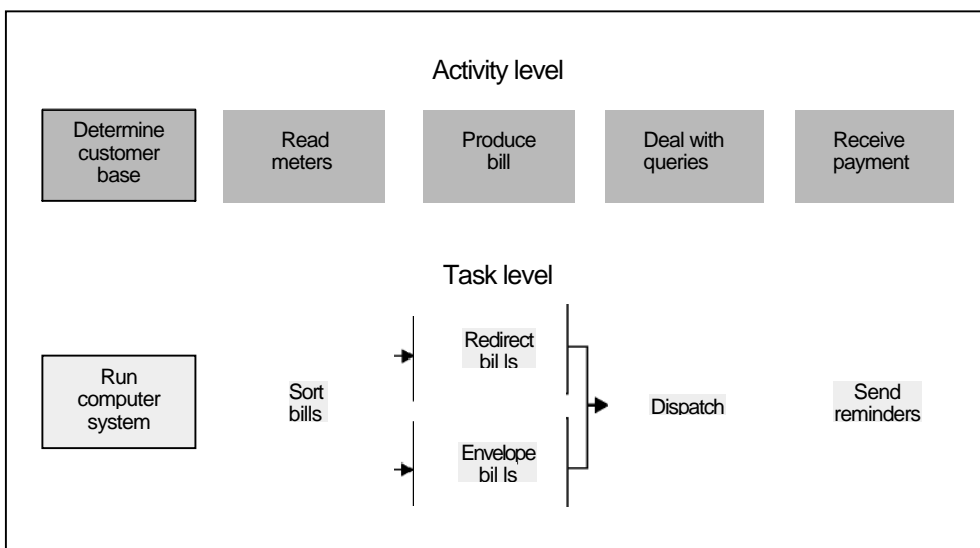 Activity level
Determine
customer
base
Read
meters
Produce
bill
Deal with
queries
Receive
payment
Task level
Run
computer
system
Sort
bills
Redirect
bil ls
Envelope
bil ls
Dispatch
Send
reminders